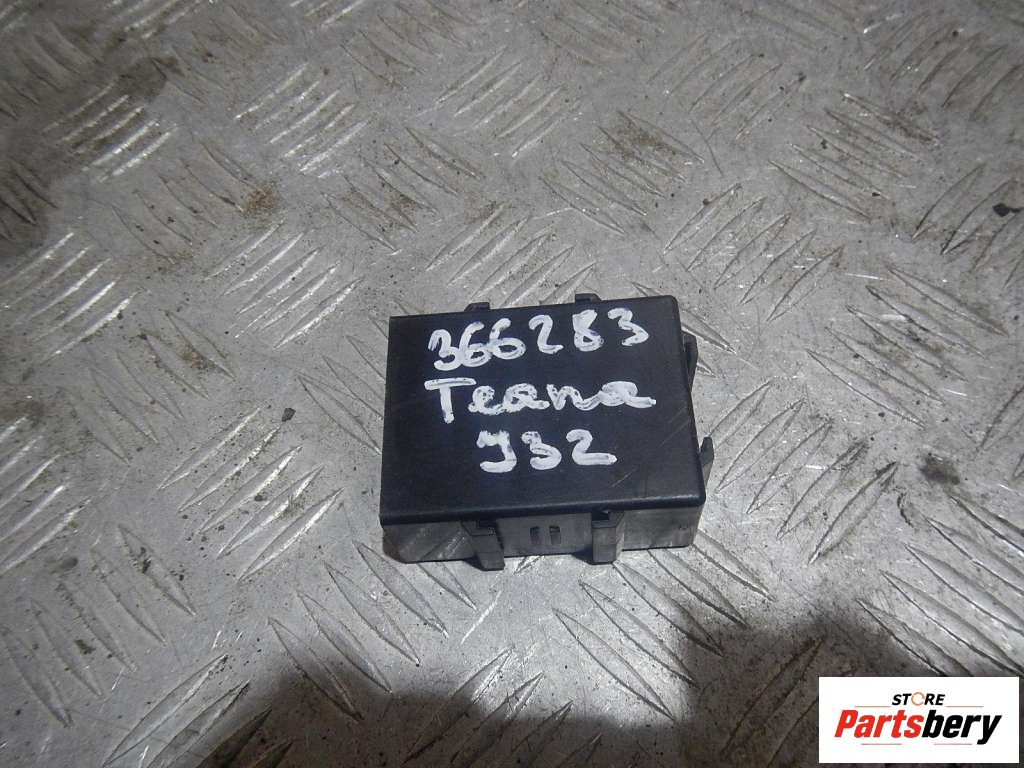 366283
Teana
J32
STORE
Partsbery